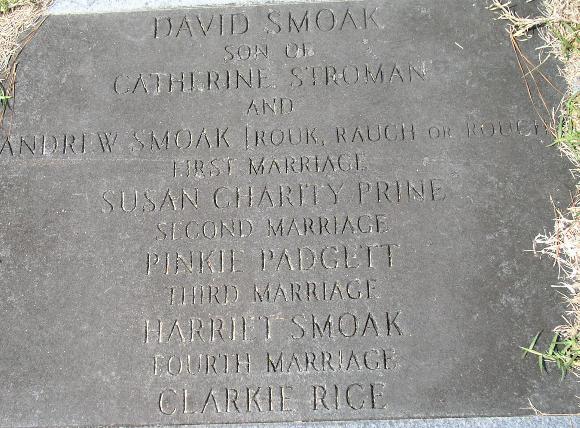 DAVID SMOAK
SON OF
CATHERINE STROMAN
AND
ANDREW SMOAK [ROUK, RAUCH OR ROUCH
FIRST MARRIAGE
SUSAN CHARITY PRINE
SECOND MARRIAGE
PINKIE PADGETT
THIRD MARRIAGE
HARRIET SMOAK
FOURTH MARRIAGE
CLARKIE RICE